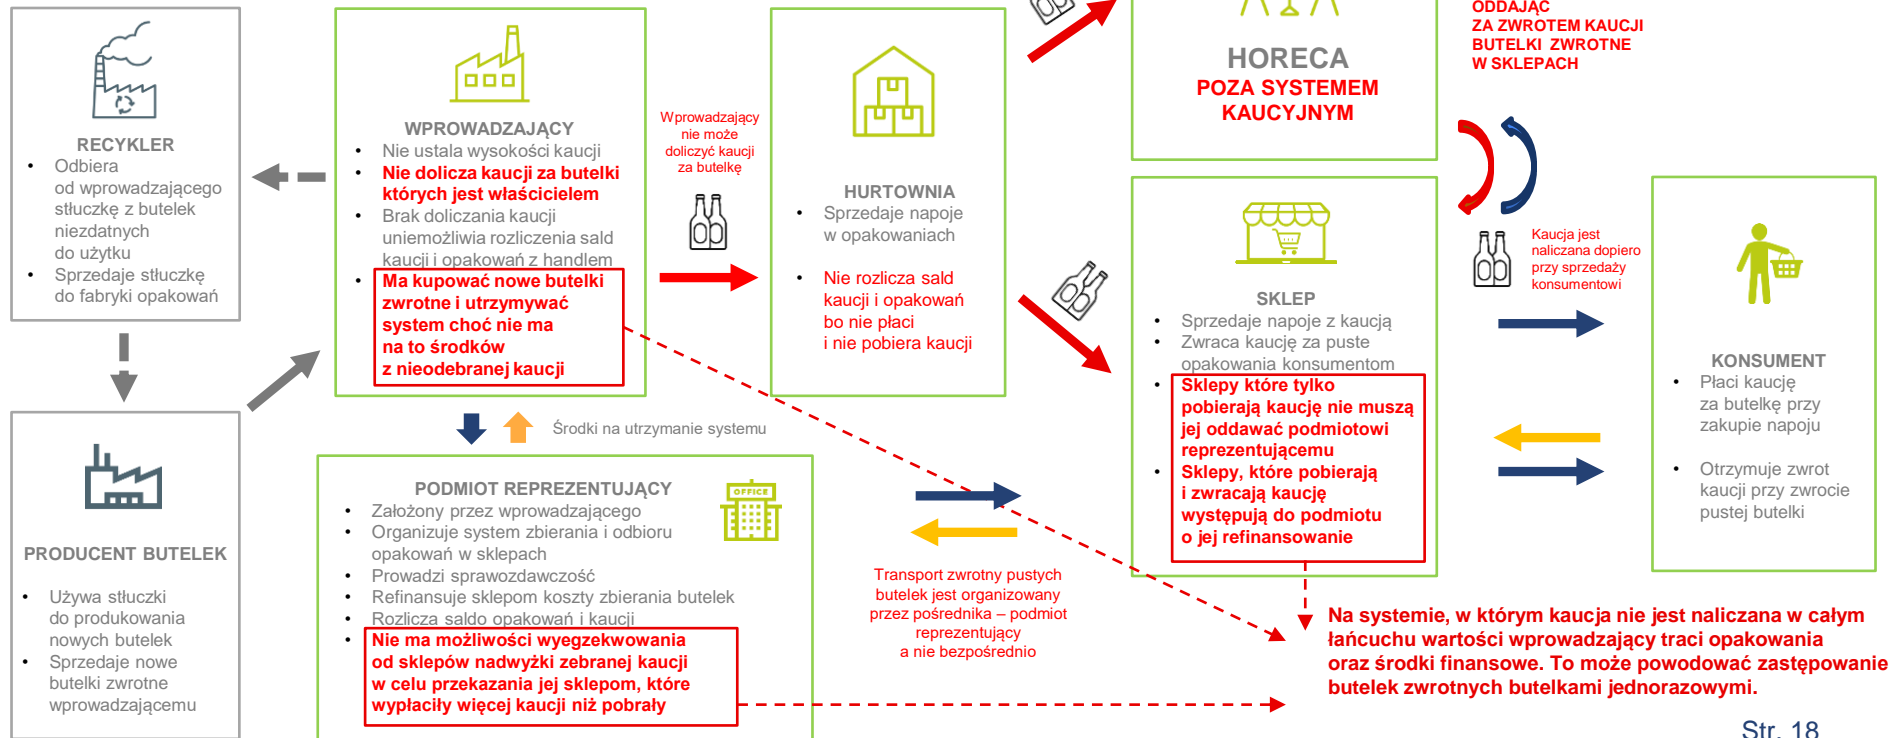 RECYKLER
• Odbiera
od wprowadzającego
stłuczkę z butelek
niezdatnych
do użytku
• Sprzedaje stłuczkę
do fabryki opakowań
PRODUCENT BUTELEK
• Używa stłuczki
do produkowania
nowych butelek
• Sprzedaje nowe
butelki zwrotne
wprowadzającemu
WPROWADZAJĄCY
• Nie ustala wysokości kaucji
• Nie dolicza kaucji za butelki
których jest właścicielem
• Brak doliczania kaucji
uniemożliwia rozliczenia sald
kaucji i opakowań z handlem
• Ma kupować nowe butelki
zwrotne i utrzymywać
system choć nie ma
na to środków
z nieodebranej kaucji
Środki na utrzymanie systemu
PODMIOT REPREZENTUJĄCY
OFFICE
• Założony przez wprowadzającego
• Organizuje system zbierania i odbioru
opakowań w sklepach
• Prowadzi sprawozdawczość
• Refinansuje sklepom koszty zbierania butelek
• Rozlicza saldo opakowań i kaucji
• Nie ma możliwości wyegzekwowania
od sklepów nadwyżki zebranej kaucji
w celu przekazania jej sklepom, które
wypłaciły więcej kaucji niż pobrały
Wprowadzający
nie może
doliczyć kaucji
za butelkę
HURTOWNIA
• Sprzedaje napoje
w opakowaniach
• Nie rozlicza sald
kaucji i opakowań
bo nie płaci
i nie pobiera kaucji
Transport zwrotny pustych
butelek jest organizowany
przez pośrednika – podmiot
reprezentujący
a nie bezpośrednio
HORECA
POZA SYSTEMEM
KAUCYJNYM
ODDAJĄC
ZA ZWROTEM KAUCJI
BUTELKI ZWROTNE
W SKLEPACH
SKLEP
• Sprzedaje napoje z kaucją
• Zwraca kaucję za puste
opakowania konsumentom
• Sklepy które tylko
pobierają kaucję nie muszą
jej oddawać podmiotowi
reprezentującemu
• Sklepy, które pobierają
i zwracają kaucję
występują do podmiotu
o jej refinansowanie
Kaucja jest
naliczana dopiero
przy sprzedaży
konsumentowi
KONSUMENT
• Płaci kaucję
za butelkę przy
zakupie napoju
• Otrzymuje zwrot
kaucji przy zwrocie
pustej butelki
Na systemie, w którym kaucja nie jest naliczana w całym
łańcuchu wartości wprowadzający traci opakowania
oraz środki finansowe. To może powodować zastępowanie
butelek zwrotnych butelkami jednorazowymi.
Str. 18